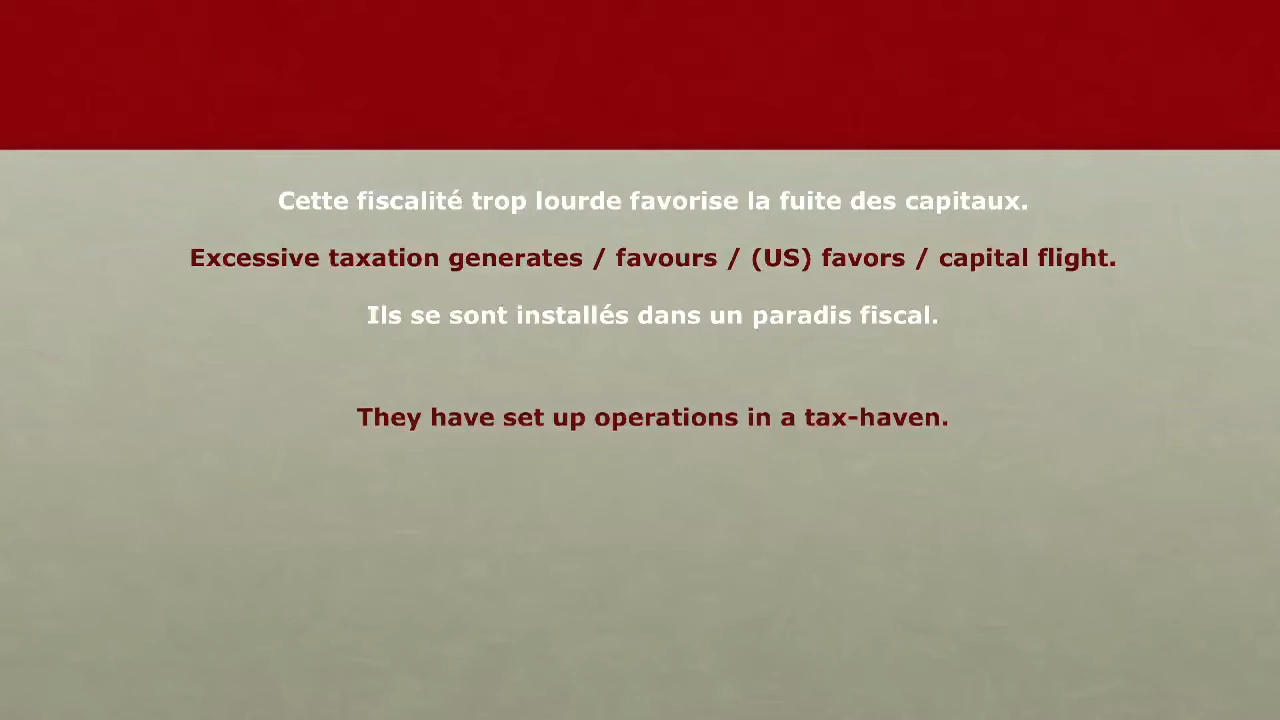 Cette fiscalité trop lourde favorise la fuite des capitaux.
Excessive taxation generates / favours / (US) favors / capital flight.
Ils se sont installés dans un paradis fiscal.
They have set up operations in a tax-haven.